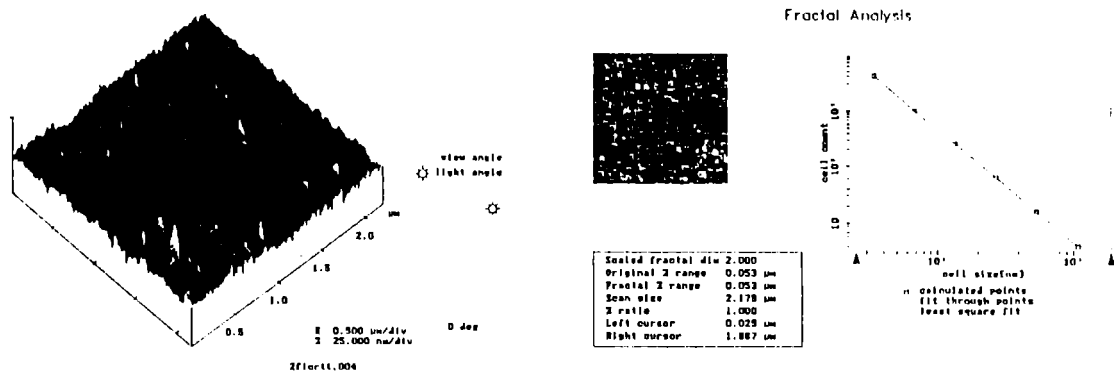 Fractal Analysis
view angle
light angle
μm
2.0
1.5
1.0
0.5
X 0.500 μm/div
Z 25.000 nm/div
0 deg
cell count
10
cell size(nm)
n calculated points
fit through points
least square fit
Scaled fractal dim 2.000
Original Z range 0.053 μm
Fractal Z range 0.053 μm
Scan size 2.178 μm
Z ratio 1.000
Left cursor 0.029 μm
Right cursor 1.887 μm